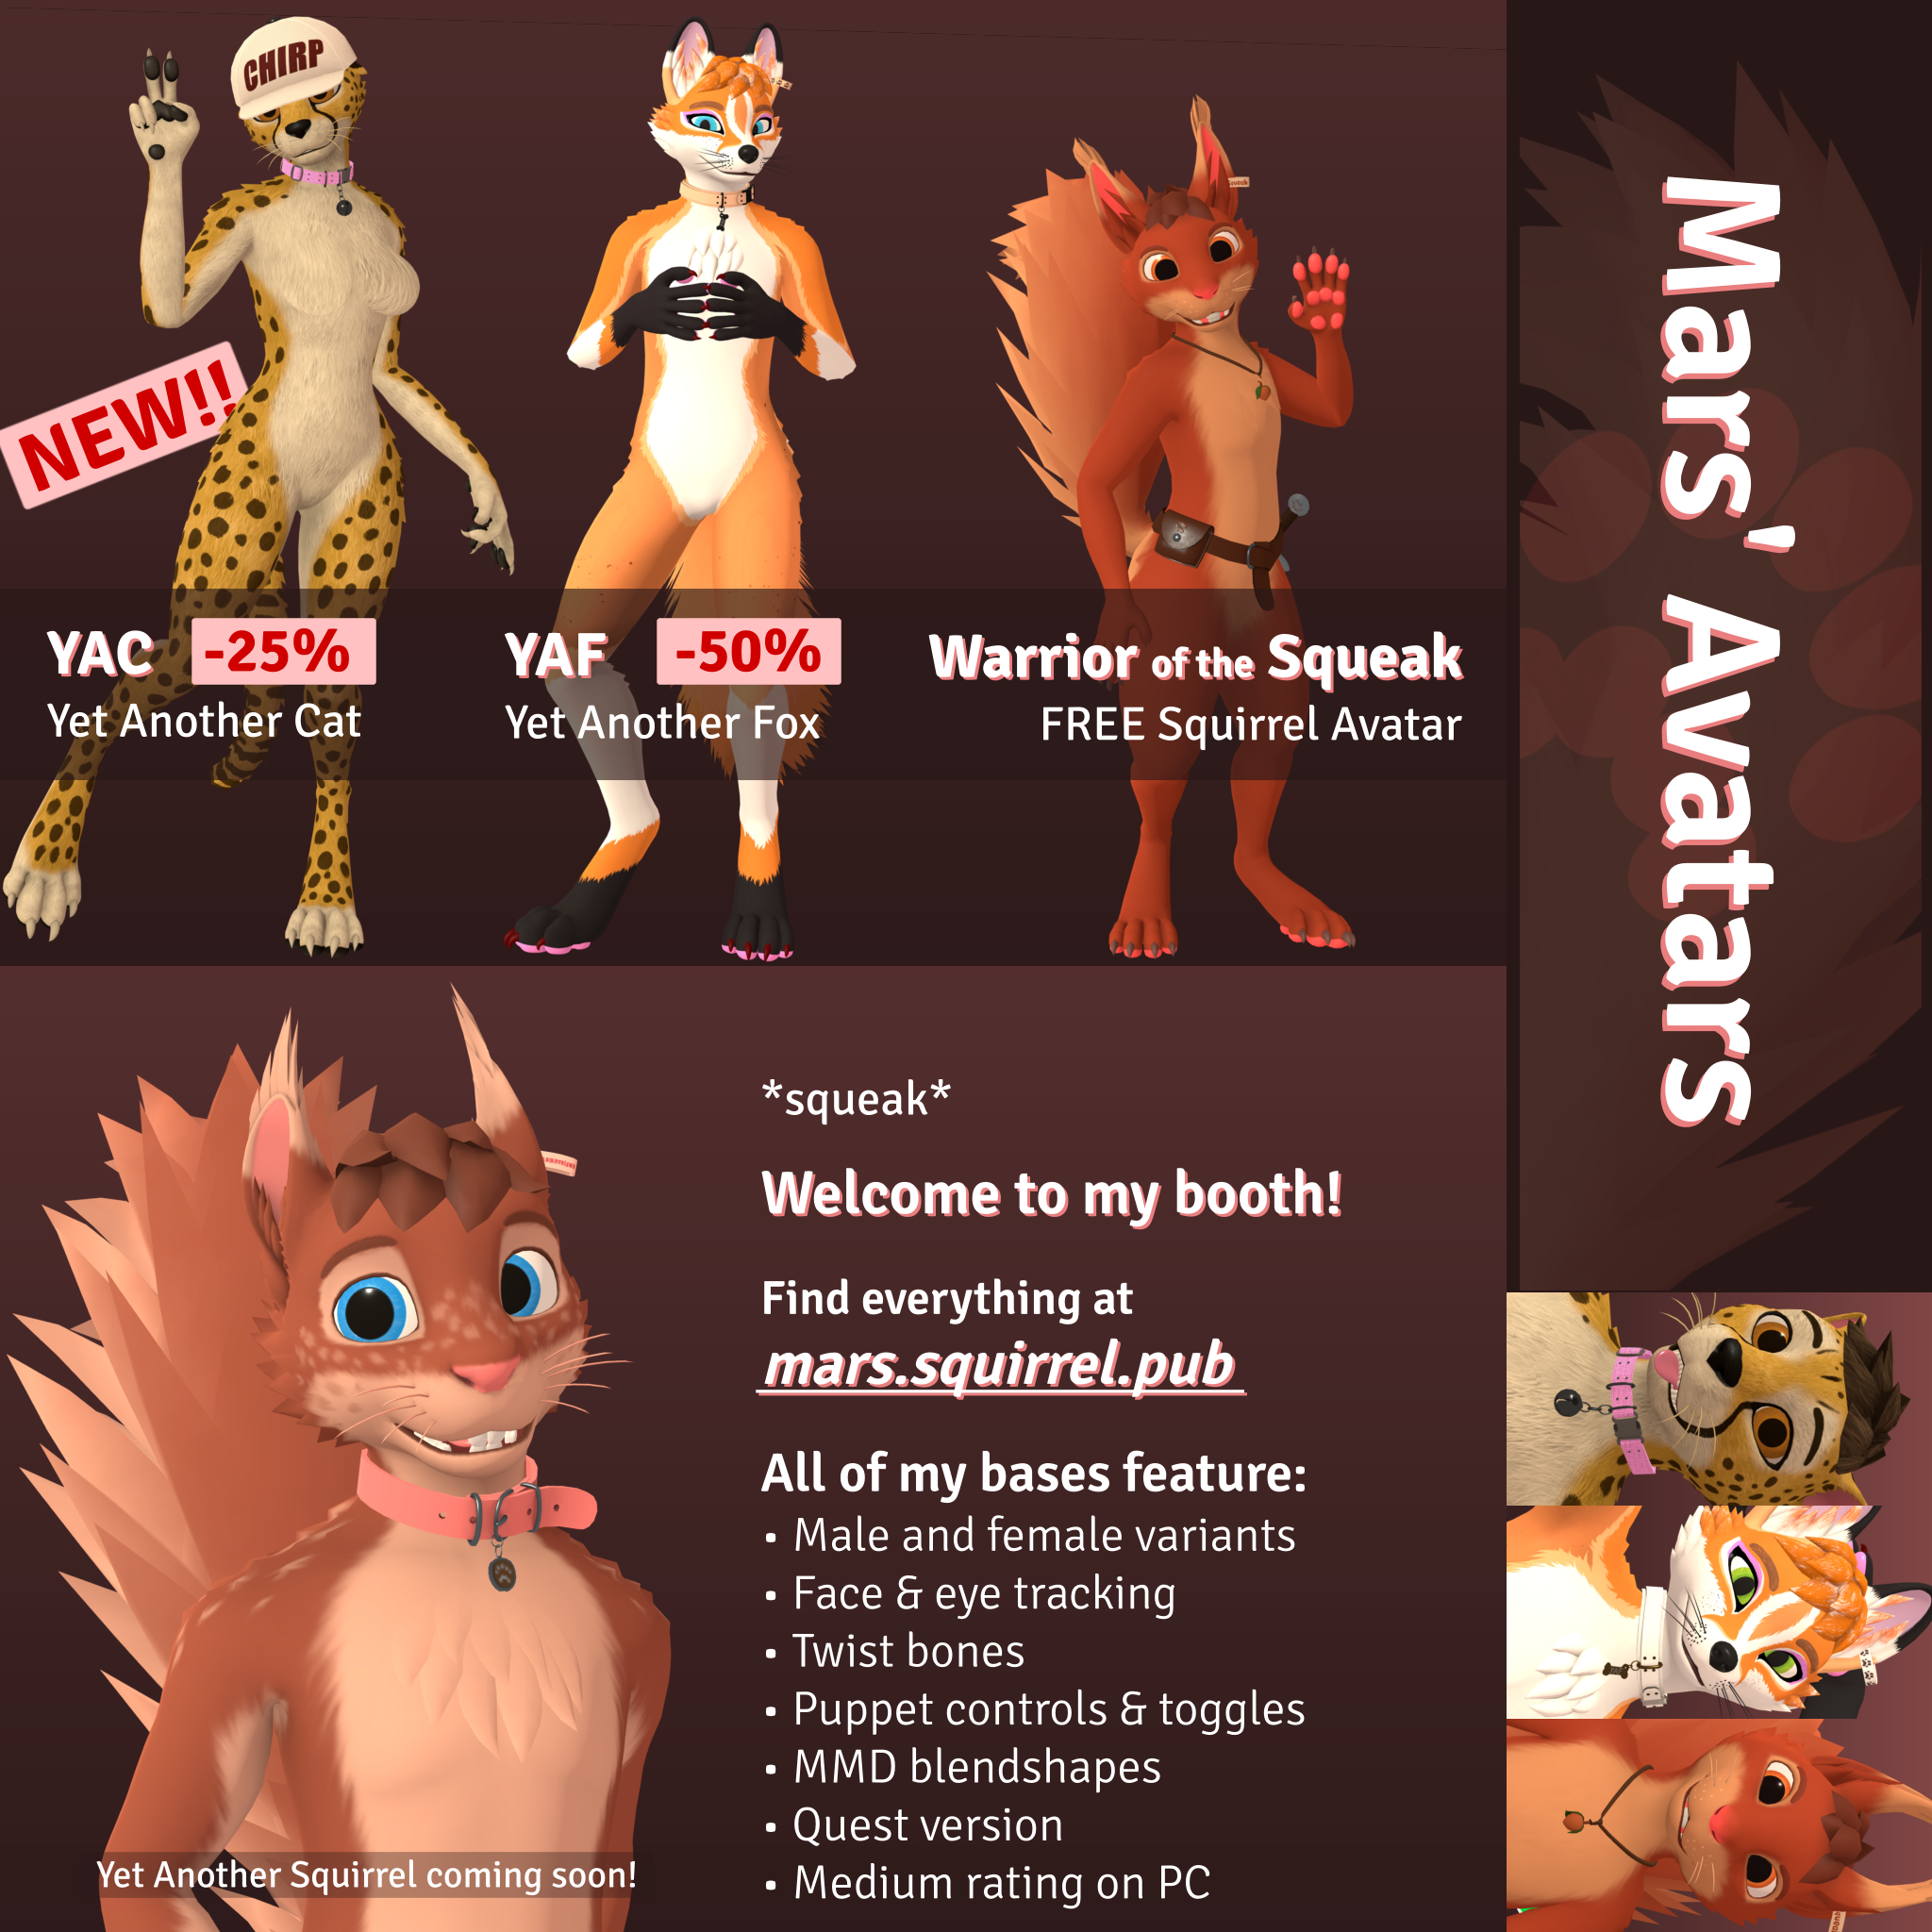 CHIRP
NEW!!
YAC -25%
Yet Another Cat
YAF -50%
Yet Another Fox
Warrior of the Squeak
FREE Squirrel Avatar
Mars' Avatars
*squeak*
Welcome to my booth!
Find everything at
mars.squirrel.pub
All of my bases feature:
• Male and female variants
• Face & eye tracking
• Twist bones
• Puppet controls & toggles
• MMD blendshapes
• Quest version
• Medium rating on PC
Yet Another Squirrel coming soon!